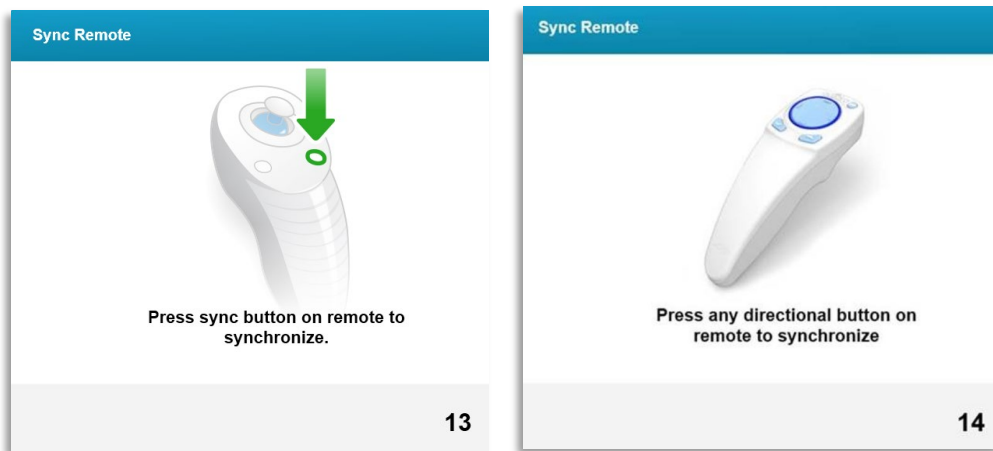 Sync Remote
Press sync button on remote to
synchronize.
13
Sync Remote
Press any directional button on
remote to synchronize
14